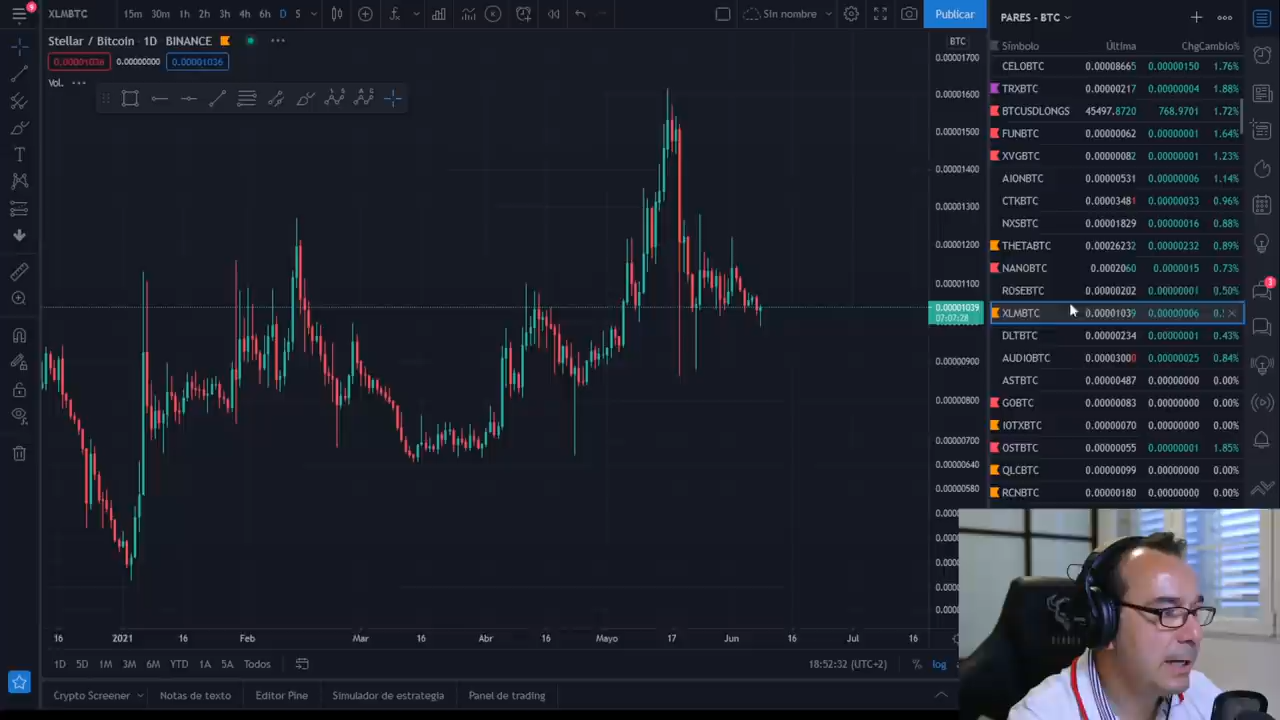 9
XLMBTC 15m 30m 1h 2h 3h 4h 6h D 5 Sin nombre Publicar
PARES - BTC
Stellar / Bitcoin · 1D BINANCE
BTC
0.00001036 0.00000000 0.00001036
Vol.
Símbolo Última Chg Cambio%
CELOBTC 0.00008665 0.00000150 1.76%
TRXBTC 0.00000217 0.00000004 1.88%
BTCUSDLONGS 45497.8720 768.9701 1.72%
FUNBTC 0.00000062 0.00000001 1.64%
XVGBTC 0.00000082 0.00000001 1.23%
AIONBTC 0.00000531 0.00000006 1.14%
CTKBTC 0.00003481 0.00000033 0.96%
NXSBTC 0.00001829 0.00000016 0.88%
THETABTC 0.00026232 0.00000232 0.89%
NANOBTC 0.0002060 0.0000015 0.73%
ROSEBTC 0.00000202 0.00000001 0.50%
XLMBTC 0.00001039 0.00000006
DLTBTC 0.00000234 0.00000001 0.43%
AUDIOBTC 0.00003000 0.00000025 0.84%
ASTBTC 0.00000487 0.00000000 0.00%
GOBTC 0.00000083 0.00000000 0.00%
IOTXBTC 0.00000070 0.00000000 0.00%
OSTBTC 0.00000055 0.00000001 1.85%
QLCBTC 0.00000099 0.00000000 0.00%
RCNBTC 0.00000180 0.00000000 0.00%
3
0.00001700
0.00001600
0.00001500
0.00001400
0.00001300
0.00001200
0.00001100
0.00001039
07:07:28
0.00000900
0.00000800
0.00000700
0.00000640
0.00000580
16 2021 16 Feb Mar 16 Abr 16 Mayo 17 Jun 16 Jul 16
1D 5D 1M 3M 6M YTD 1A 5A Todos 18:52:32 (UTC+2) % log
Crypto Screener Notas de texto Editor Pine Simulador de estrategia Panel de trading